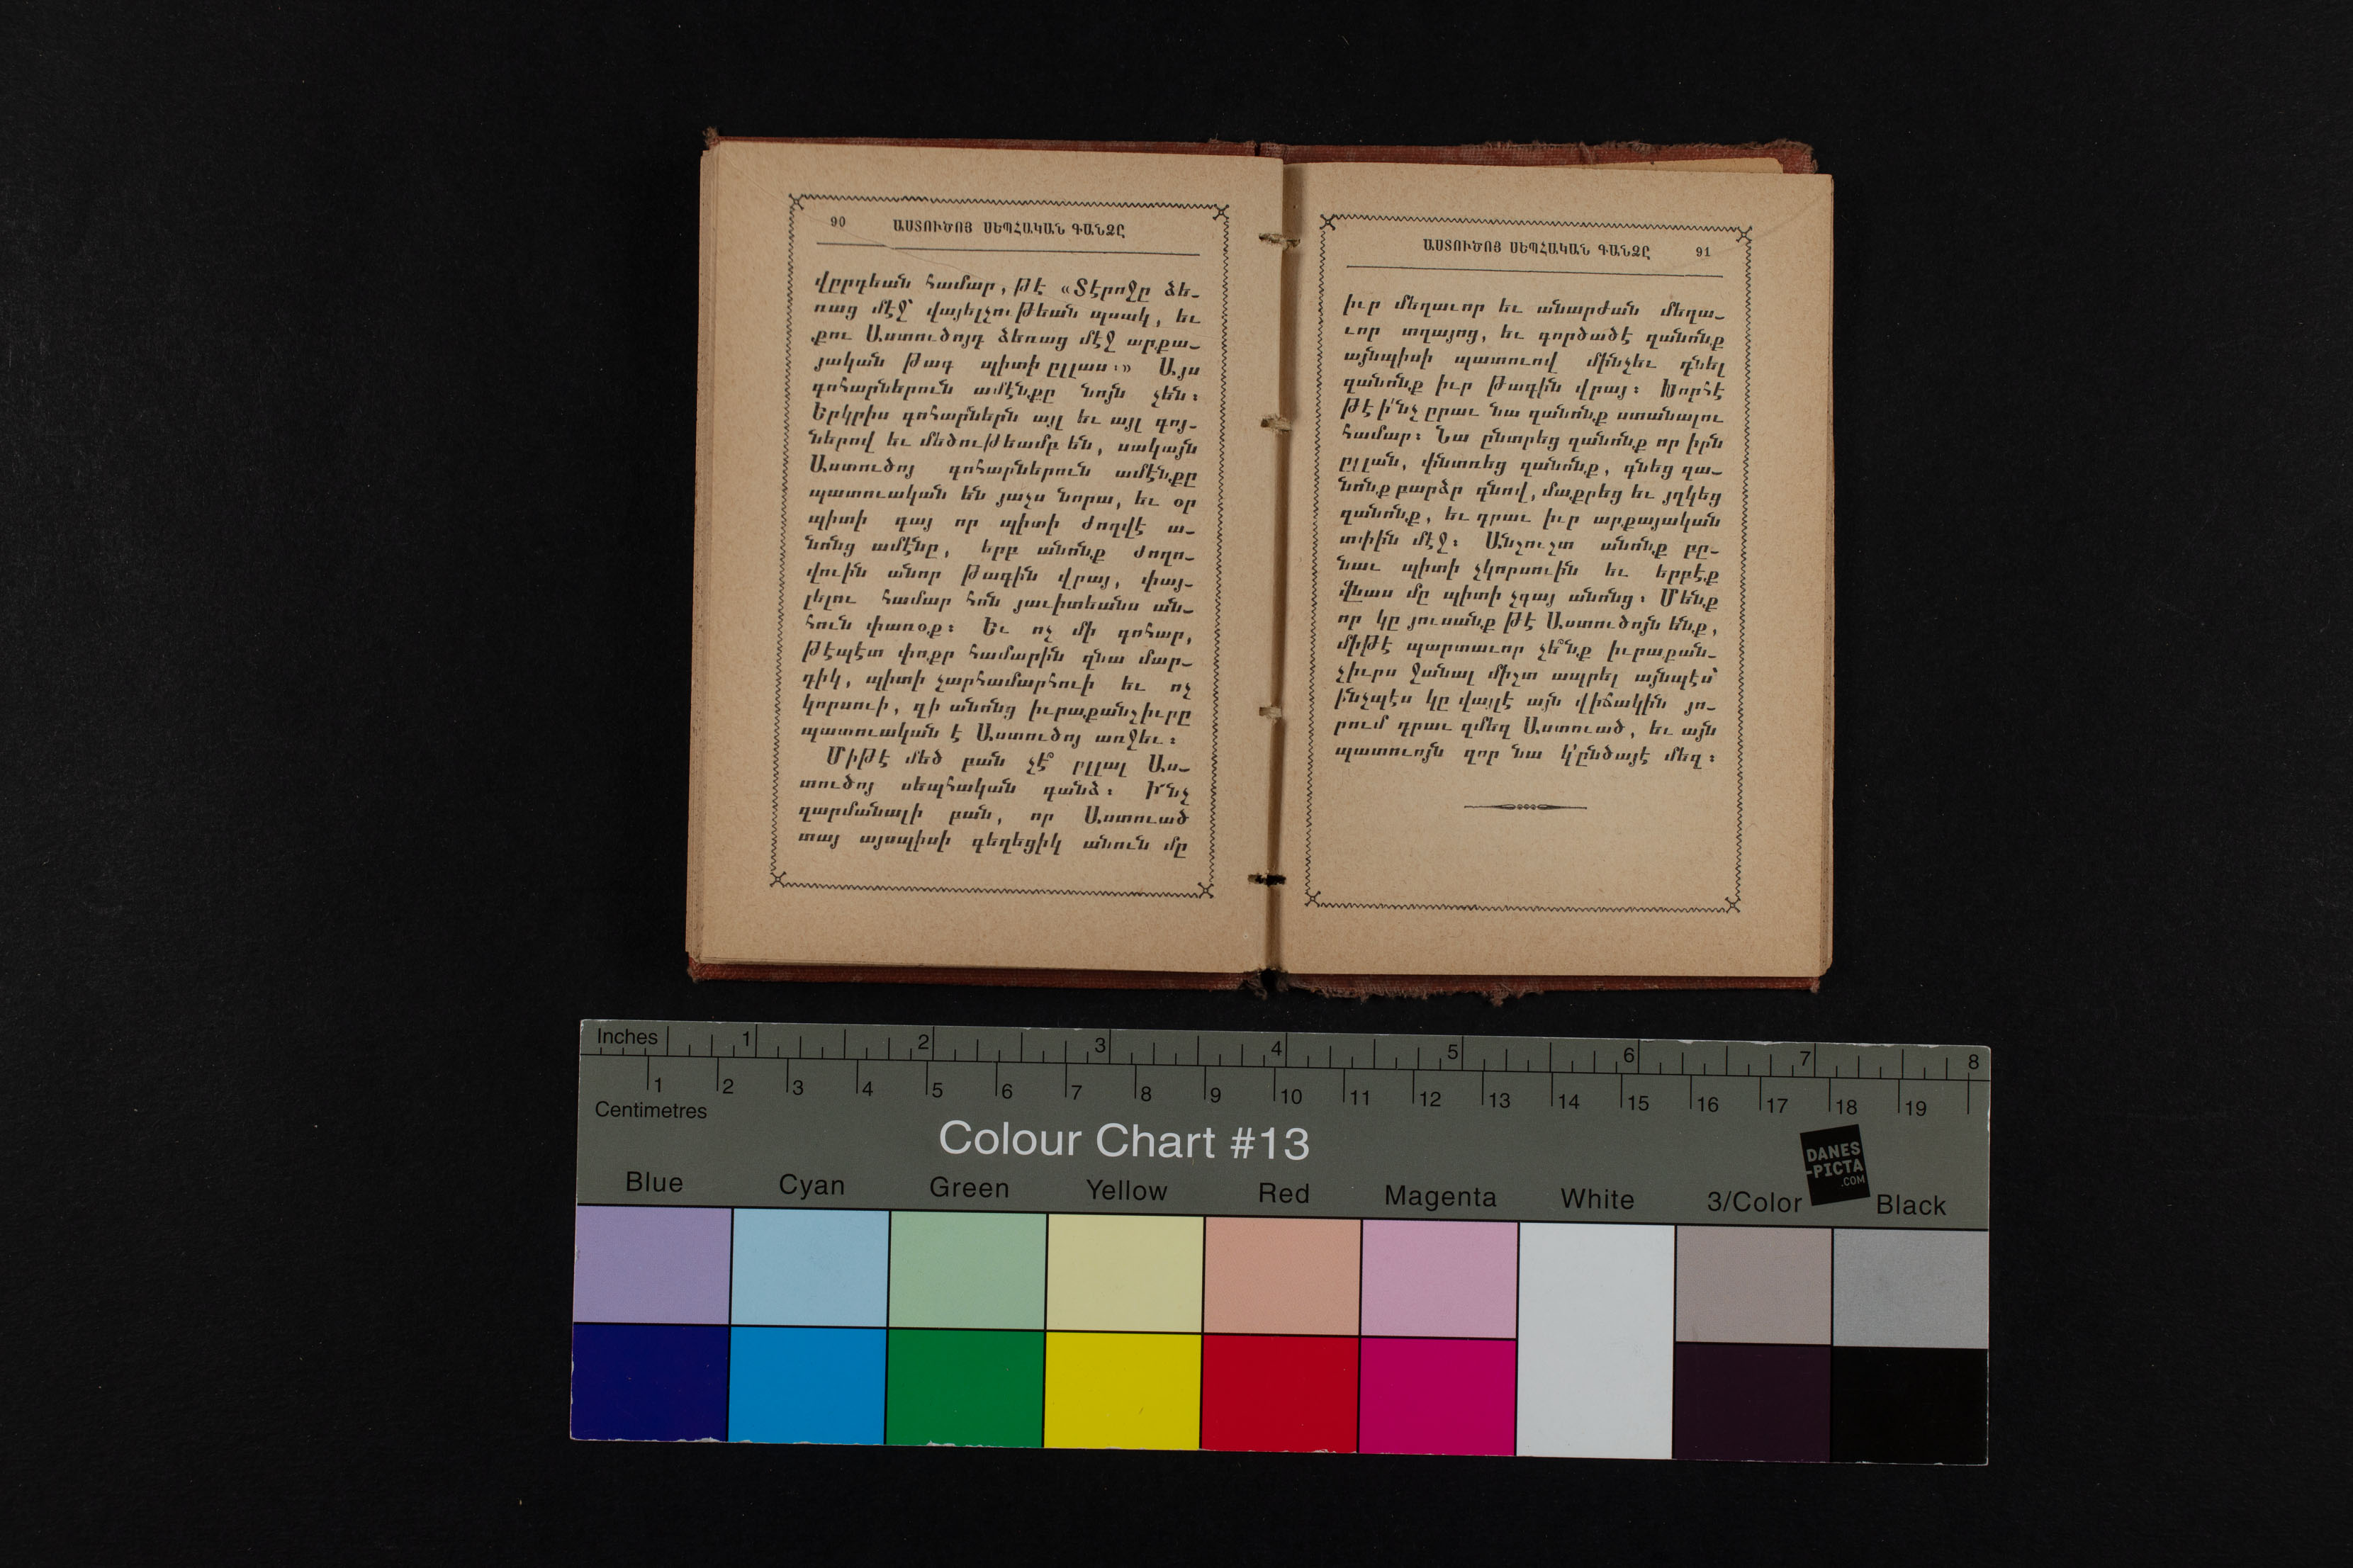 90 ԱՍՏՈՒԾՈՅ ՍԵՊՀԱԿԱՆ ԳԱՆՁԸ
վըրդեան համար, թէ «Տէրոջը ձե-
ռաց մէջ՝ վայելչութեան պսակ, եւ
քու Աստուծոյդ ձեռաց մէջ արքա-
յական թագ պիտի ըլլաս։» Այս
գոհարներուն ամէնքը նոյն չեն։
Երկրիս գոհարներն այլ եւ այլ գոյ-
ներով եւ մեծութեամբ են, սակայն
Աստուծոյ գոհարներուն ամէնքը
պատուական են յաչս նորա, եւ օր
պիտի գայ որ պիտի ժողվէ ա-
նոնց ամէնը, երբ անոնք ժողո-
վուին անոր թագին վրայ, փայ-
լելու համար հոն յաւիտեանս ան-
հուն փառօք։ Եւ ոչ մի գոհար,
թէպէտ փոքր համարին զնա մար-
դիկ, պիտի չարհամարհուի եւ ոչ
կորսուի, զի անոնց իւրաքանչիւրը
պատուական է Աստուծոյ առջեւ։
Միթէ մեծ բան չէ՞ ըլլալ Աս-
տուծոյ սեպհական գանձ։ Ի՜նչ
զարմանալի բան, որ Աստուած
տայ այսպիսի գեղեցիկ անուն մը
ԱՍՏՈՒԾՈՅ ՍԵՊՀԱԿԱՆ ԳԱՆՁԸ 91
իւր մեղաւոր եւ անարժան մեղա-
ւոր տղայոց, եւ գործածէ զանոնք
այնպիսի պատուով մինչեւ դնել
զանոնք իւր թագին վրայ։ Խորհէ
թէ ի՛նչ ըրաւ նա զանոնք ստանալու
համար։ Նա ընտրեց զանոնք որ իրն
ըլլան, փնտռեց զանոնք, գնեց զա-
նոնք բարձր գնով, մաքրեց եւ յղկեց
զանոնք, եւ դրաւ իւր արքայական
տփին մէջ։ Անշուշտ անոնք բը-
նաւ պիտի չկորսուին եւ երբէք
վնաս մը պիտի չգայ անոնց։ Մենք
որ կը յուսանք թէ Աստուծոյն ենք,
միթէ պարտաւոր չե՞նք իւրաքան-
չիւրս ջանալ միշտ ապրել այնպէս՝
ինչպէս կը վայլէ այն վիճակին յո-
րում դրաւ զմեզ Աստուած, եւ այն
պատուոյն զոր նա կ՚ընծայէ մեզ։
Inches 1 2 3 4 5 6 7 8
1 2 3 4 5 6 7 8 9 10 11 12 13 14 15 16 17 18 19
Centimetres
Colour Chart #13
DANES
-PICTA
.COM
Blue Cyan Green Yellow Red Magenta White 3/Color Black